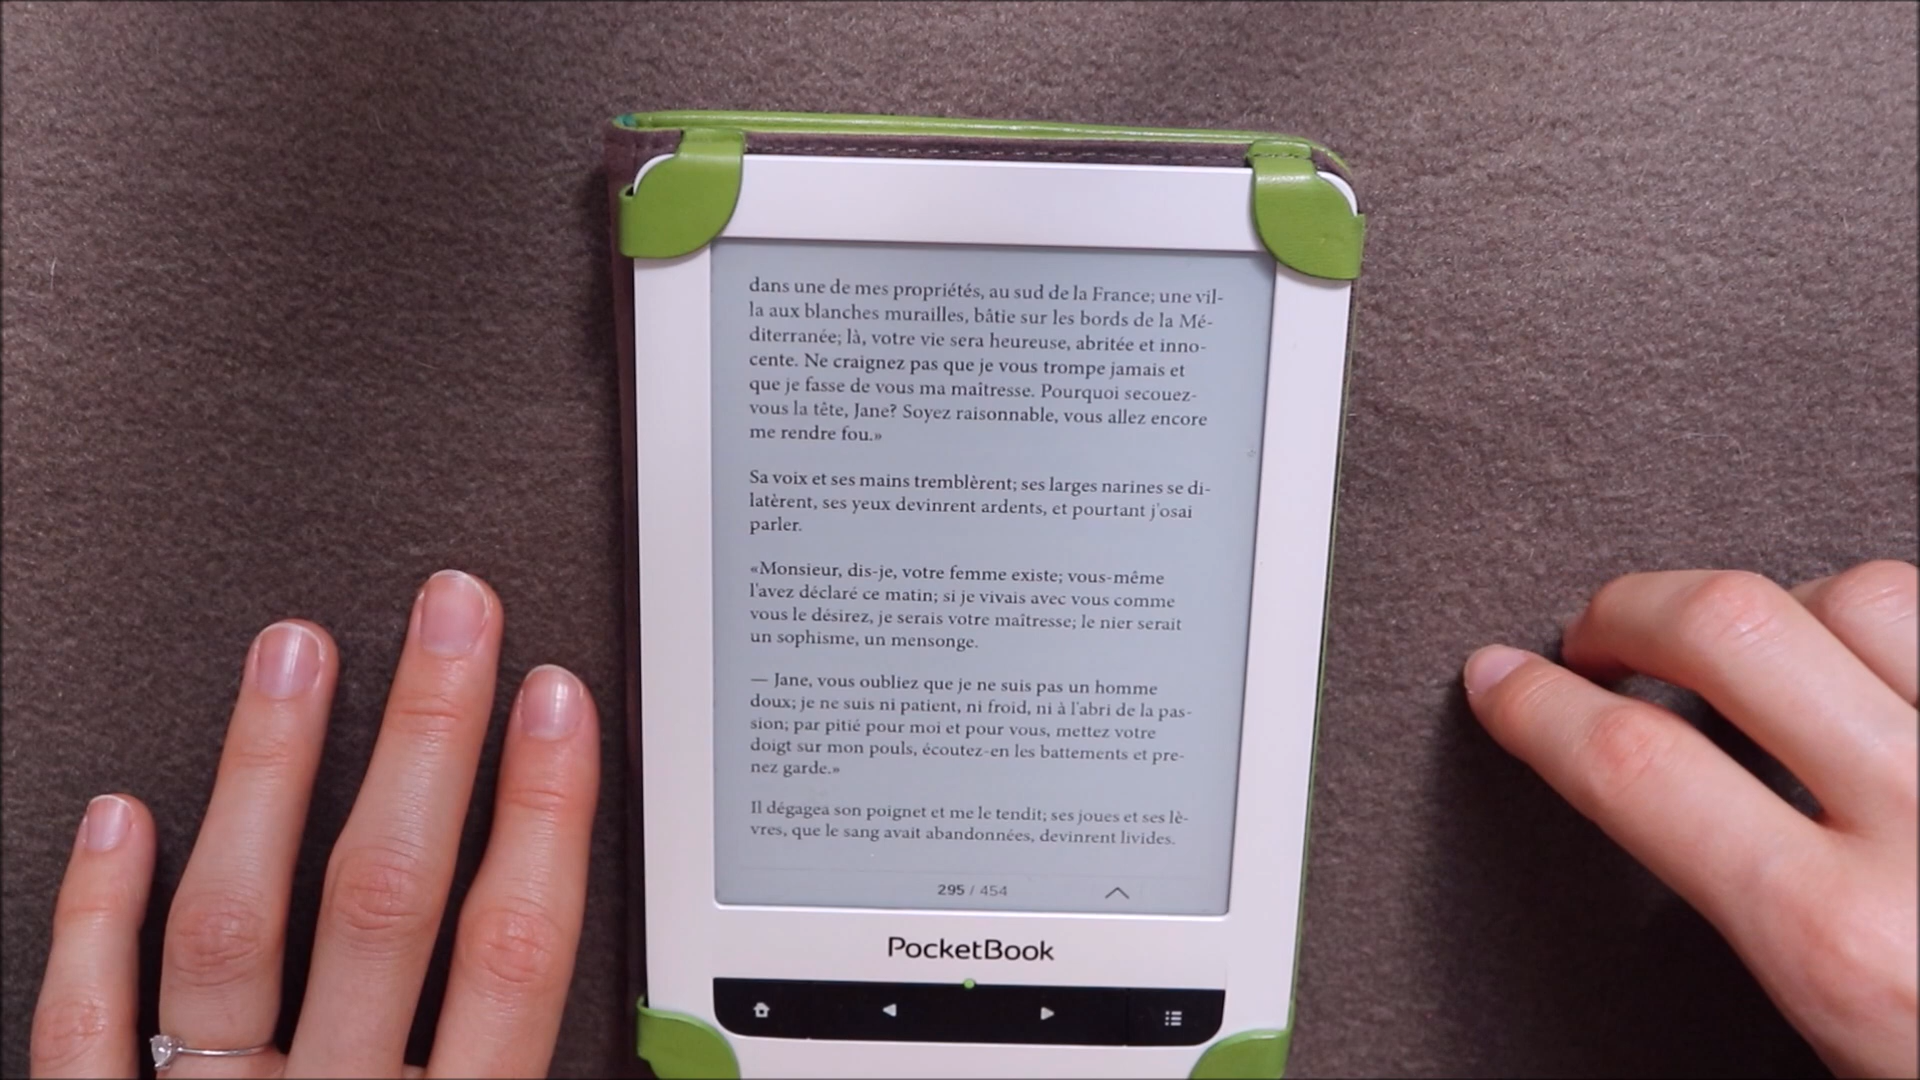 dans une de mes propriétés, au sud de la France; une vil-
la aux blanches murailles, bâtie sur les bords de la Mé-
diterranée; là, votre vie sera heureuse, abritée et inno-
cente. Ne craignez pas que je vous trompe jamais et
que je fasse de vous ma maîtresse. Pourquoi secouez-
vous la tête, Jane? Soyez raisonnable, vous allez encore
me rendre fou.»
Sa voix et ses mains tremblèrent; ses larges narines se di-
latèrent, ses yeux devinrent ardents, et pourtant j'osai
parler.
«Monsieur, dis-je, votre femme existe; vous-même
l'avez déclaré ce matin; si je vivais avec vous comme
vous le désirez, je serais votre maîtresse; le nier serait
un sophisme, un mensonge.
— Jane, vous oubliez que je ne suis pas un homme
doux; je ne suis ni patient, ni froid, ni à l'abri de la pas-
sion; par pitié pour moi et pour vous, mettez votre
doigt sur mon pouls, écoutez-en les battements et pre-
nez garde.»
Il dégagea son poignet et me le tendit; ses joues et ses lè-
vres, que le sang avait abandonnées, devinrent livides.
295 / 454
PocketBook